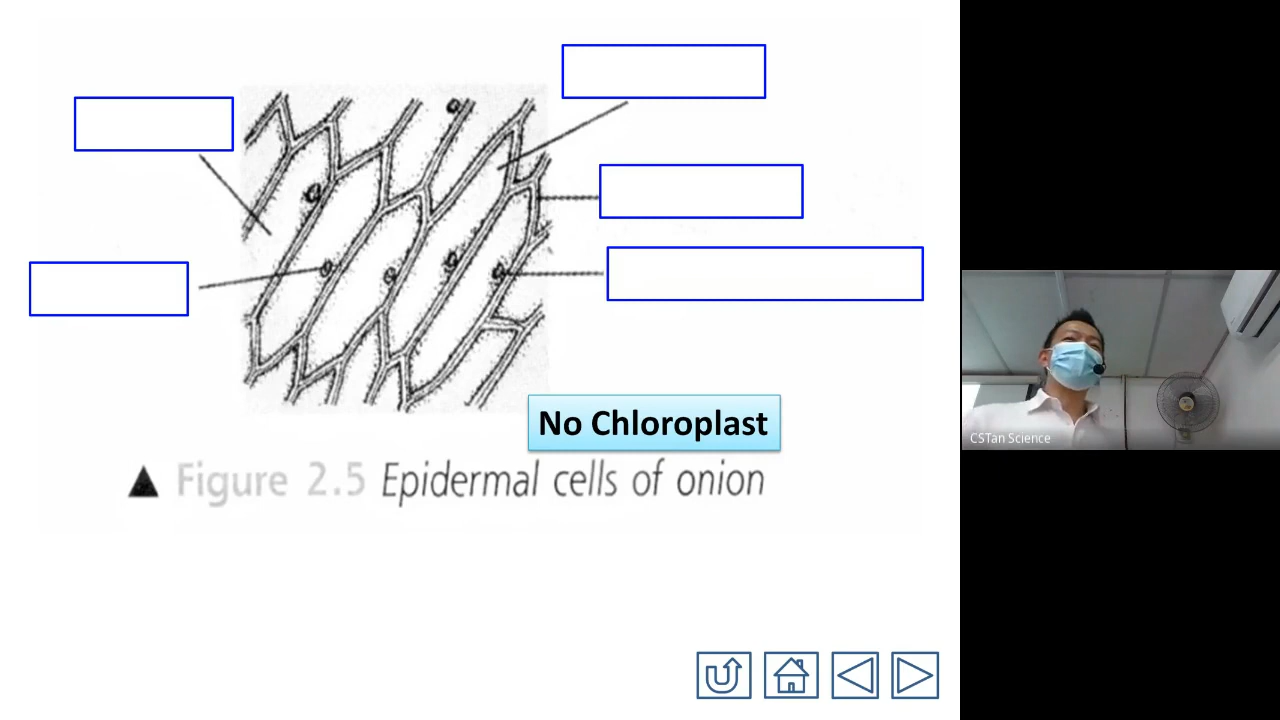 No Chloroplast
▲ Figure 2.5 Epidermal cells of onion
CSTan Science